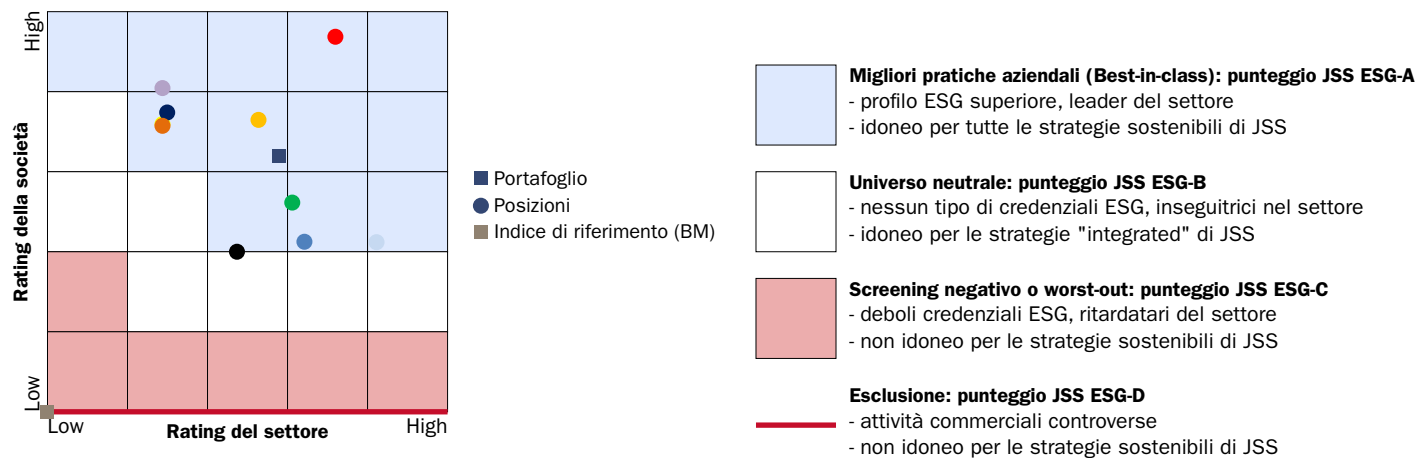 High
Rating della società
Low
Low
Rating del settore
High
Portafoglio
Posizioni
Indice di riferimento (BM)
Migliori pratiche aziendali (Best-in-class): punteggio JSS ESG-A
- profilo ESG superiore, leader del settore
- idoneo per tutte le strategie sostenibili di JSS
Universo neutrale: punteggio JSS ESG-B
- nessun tipo di credenziali ESG, inseguitrici nel settore
- idoneo per le strategie "integrated" di JSS
Screening negativo o worst-out: punteggio JSS ESG-C
- deboli credenziali ESG, ritardatari del settore
- non idoneo per le strategie sostenibili di JSS
Esclusione: punteggio JSS ESG-D
- attività commerciali controverse
- non idoneo per le strategie sostenibili di JSS